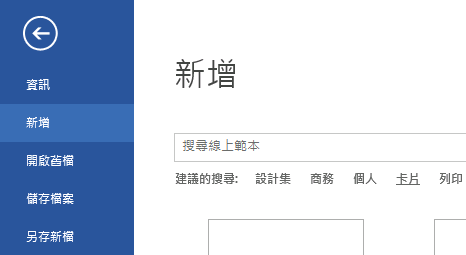 資訊
新增
開啟舊檔
儲存檔案
另存新檔
新增
搜尋線上範本
建議的搜尋: 設計集 商務 個人 卡片 列印